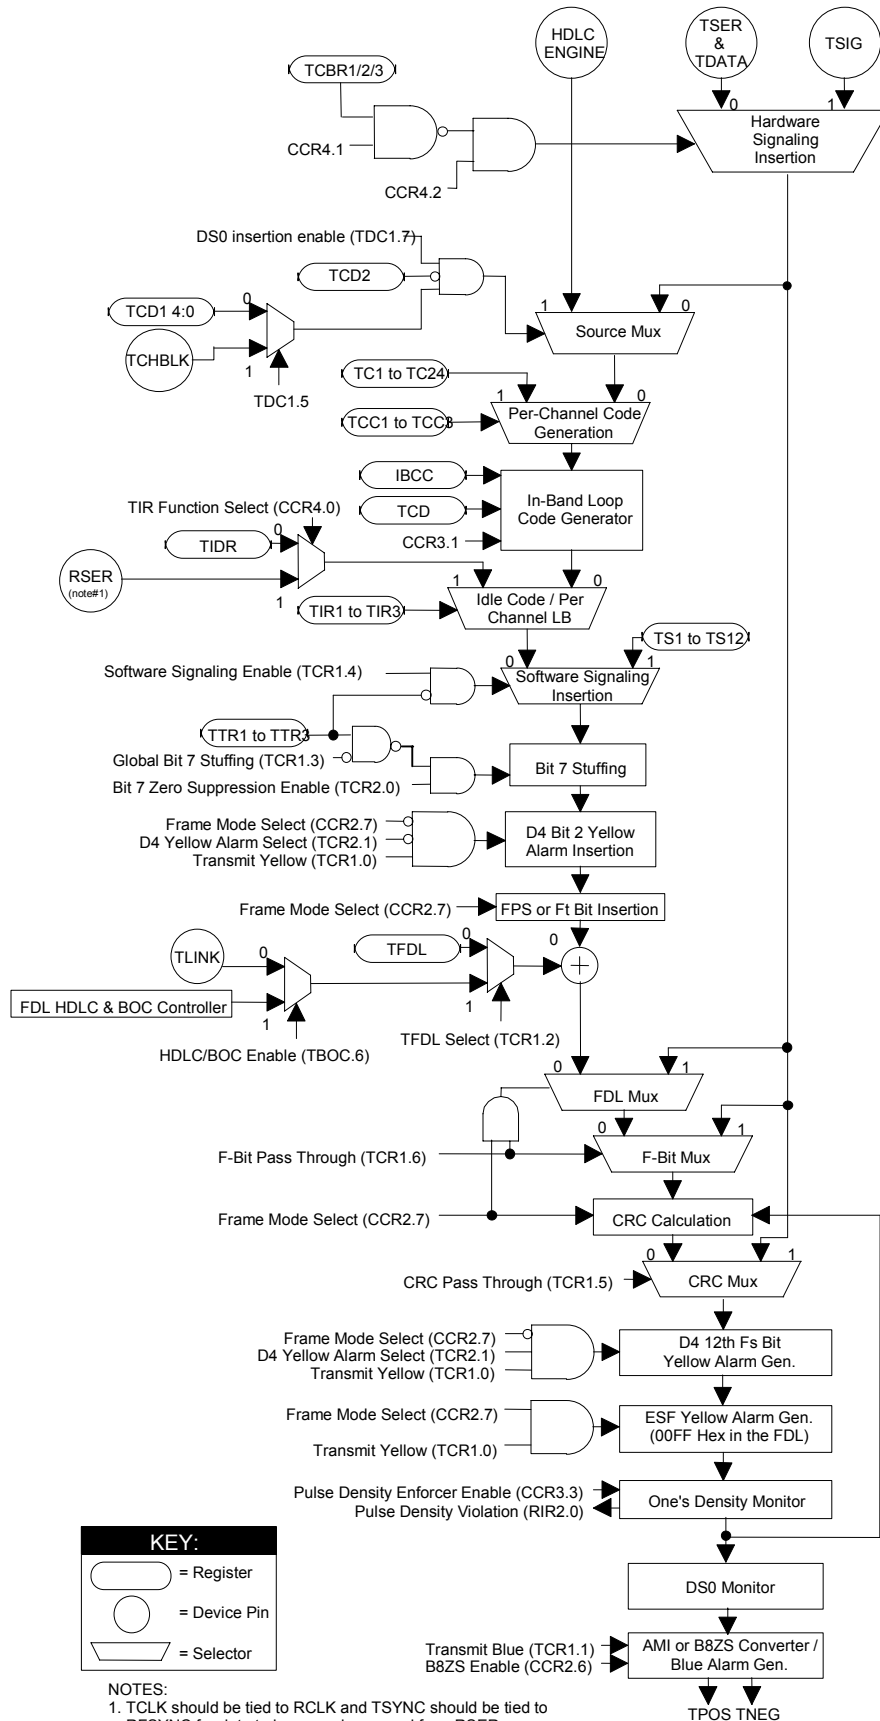 HDLC
ENGINE
TSER
&
TDATA
TSIG
TCBR1/2/3
0
1
Hardware
Signaling
Insertion
CCR4.1
CCR4.2
DS0 insertion enable (TDC1.7)
TCD2
TCD1 4:0
0
1
0
Source Mux
TCHBLK
1
TDC1.5
TC1 to TC24
1
0
TCC1 to TCC3
Per-Channel Code
Generation
IBCC
TCD
In-Band Loop
Code Generator
CCR3.1
TIR Function Select (CCR4.0)
0
TIDR
RSER
(note#1)
1
1
0
TIR1 to TIR3
Idle Code / Per
Channel LB
TS1 to TS12
0
1
Software Signaling Enable (TCR1.4)
Software Signaling
Insertion
TTR1 to TTR3
Global Bit 7 Stuffing (TCR1.3)
Bit 7 Stuffing
Bit 7 Zero Suppression Enable (TCR2.0)
Frame Mode Select (CCR2.7)
D4 Yellow Alarm Select (TCR2.1)
Transmit Yellow (TCR1.0)
D4 Bit 2 Yellow
Alarm Insertion
Frame Mode Select (CCR2.7)
FPS or Ft Bit Insertion
TLINK
0
TFDL
0
0
+
FDL HDLC & BOC Controller
1
1
HDLC/BOC Enable (TBOC.6)
TFDL Select (TCR1.2)
0
1
FDL Mux
0
1
F-Bit Pass Through (TCR1.6)
F-Bit Mux
Frame Mode Select (CCR2.7)
CRC Calculation
0
1
CRC Pass Through (TCR1.5)
CRC Mux
Frame Mode Select (CCR2.7)
D4 Yellow Alarm Select (TCR2.1)
Transmit Yellow (TCR1.0)
D4 12th Fs Bit
Yellow Alarm Gen.
Frame Mode Select (CCR2.7)
Transmit Yellow (TCR1.0)
ESF Yellow Alarm Gen.
(00FF Hex in the FDL)
Pulse Density Enforcer Enable (CCR3.3)
Pulse Density Violation (RIR2.0)
One's Density Monitor
KEY:
= Register
= Device Pin
= Selector
DS0 Monitor
Transmit Blue (TCR1.1)
B8ZS Enable (CCR2.6)
AMI or B8ZS Converter /
Blue Alarm Gen.
TPOS TNEG
NOTES:
1. TCLK should be tied to RCLK and TSYNC should be tied to